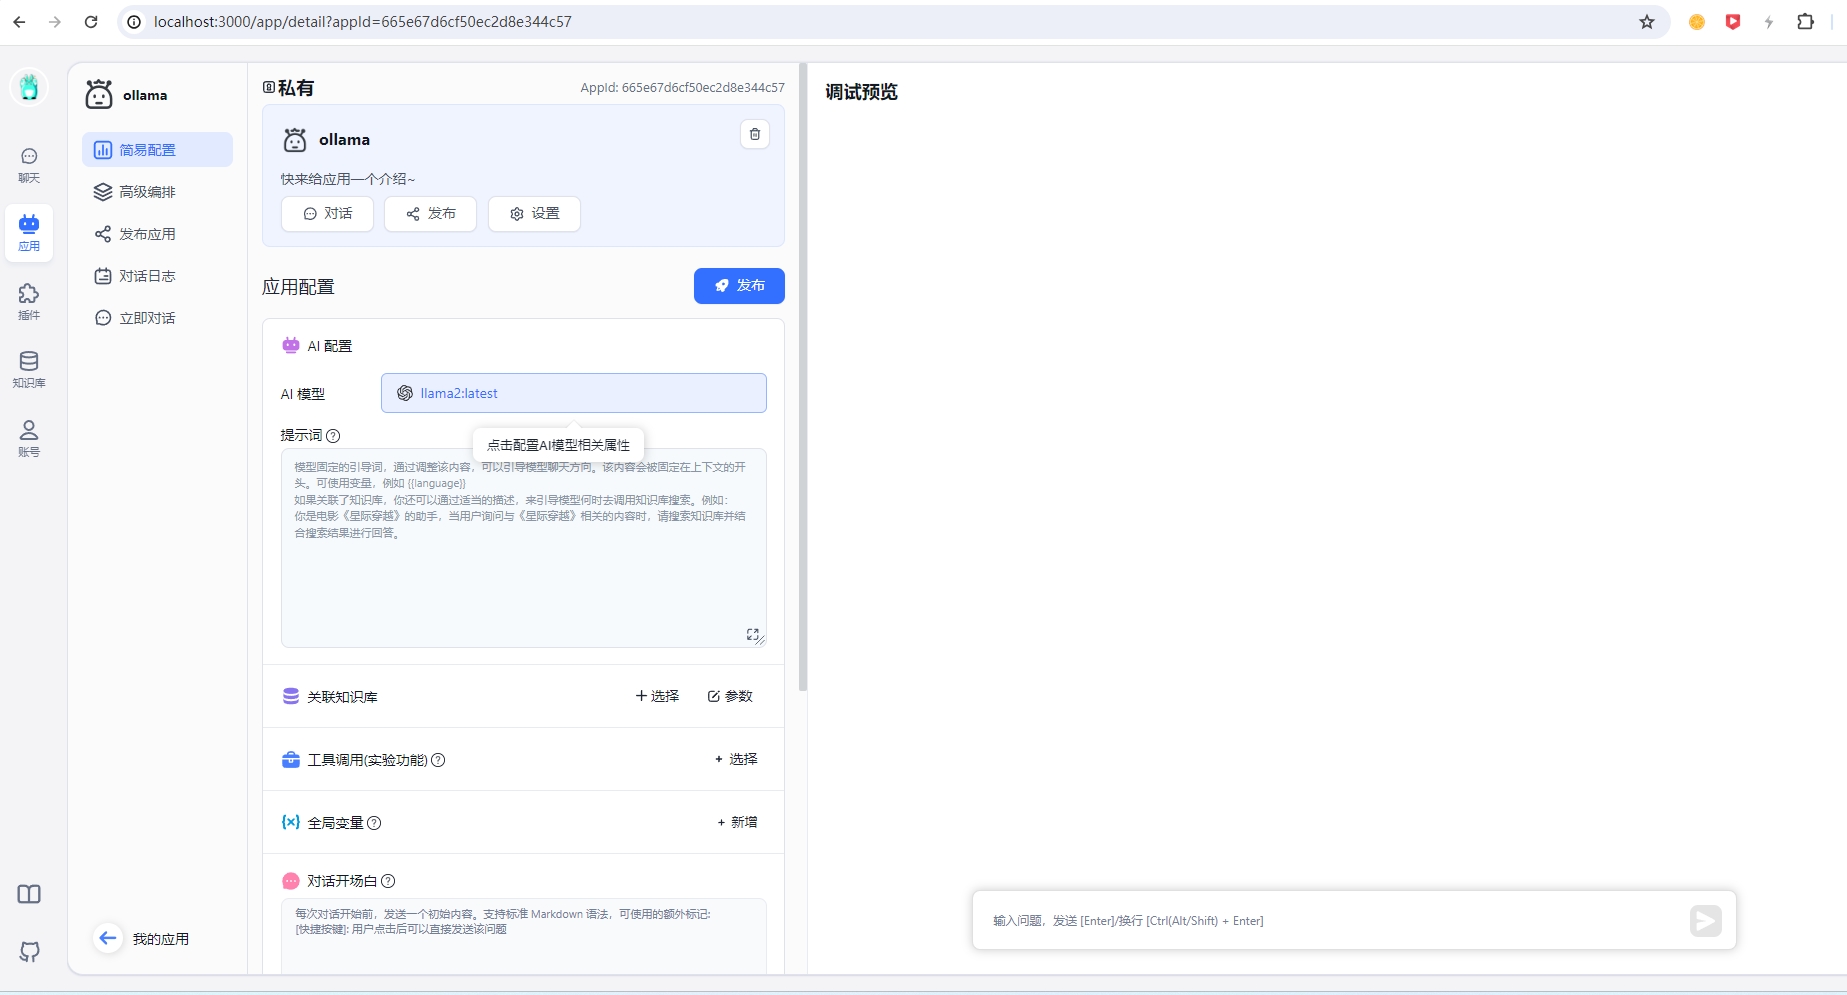 localhost:3000/app/detail?appId=665e67d6cf50ec2d8e344c57
聊天
应用
插件
知识库
账号
ollama
简易配置
高级编排
发布应用
对话日志
立即对话
我的应用
私有
AppId: 665e67d6cf50ec2d8e344c57
ollama
快来给应用一个介绍~
对话
发布
设置
应用配置
发布
AI 配置
AI 模型
llama2:latest
提示词
点击配置AI模型相关属性
模型固定的引导词，通过调整该内容，可以引导模型聊天方向。该内容会被固定在上下文的开
头。可使用变量，例如 {{language}}
如果关联了知识库，你还可以通过适当的描述，来引导模型何时去调用知识库搜索。例如：
你是电影《星际穿越》的助手，当用户询问与《星际穿越》相关的内容时，请搜索知识库并结
合搜索结果进行回答。
关联知识库
选择
参数
工具调用(实验功能)
+ 选择
全局变量
+ 新增
对话开场白
每次对话开始前，发送一个初始内容。支持标准 Markdown 语法，可使用的额外标记:
[快捷按键]: 用户点击后可以直接发送该问题
调试预览
输入问题，发送 [Enter]/换行 [Ctrl(Alt/Shift) + Enter]